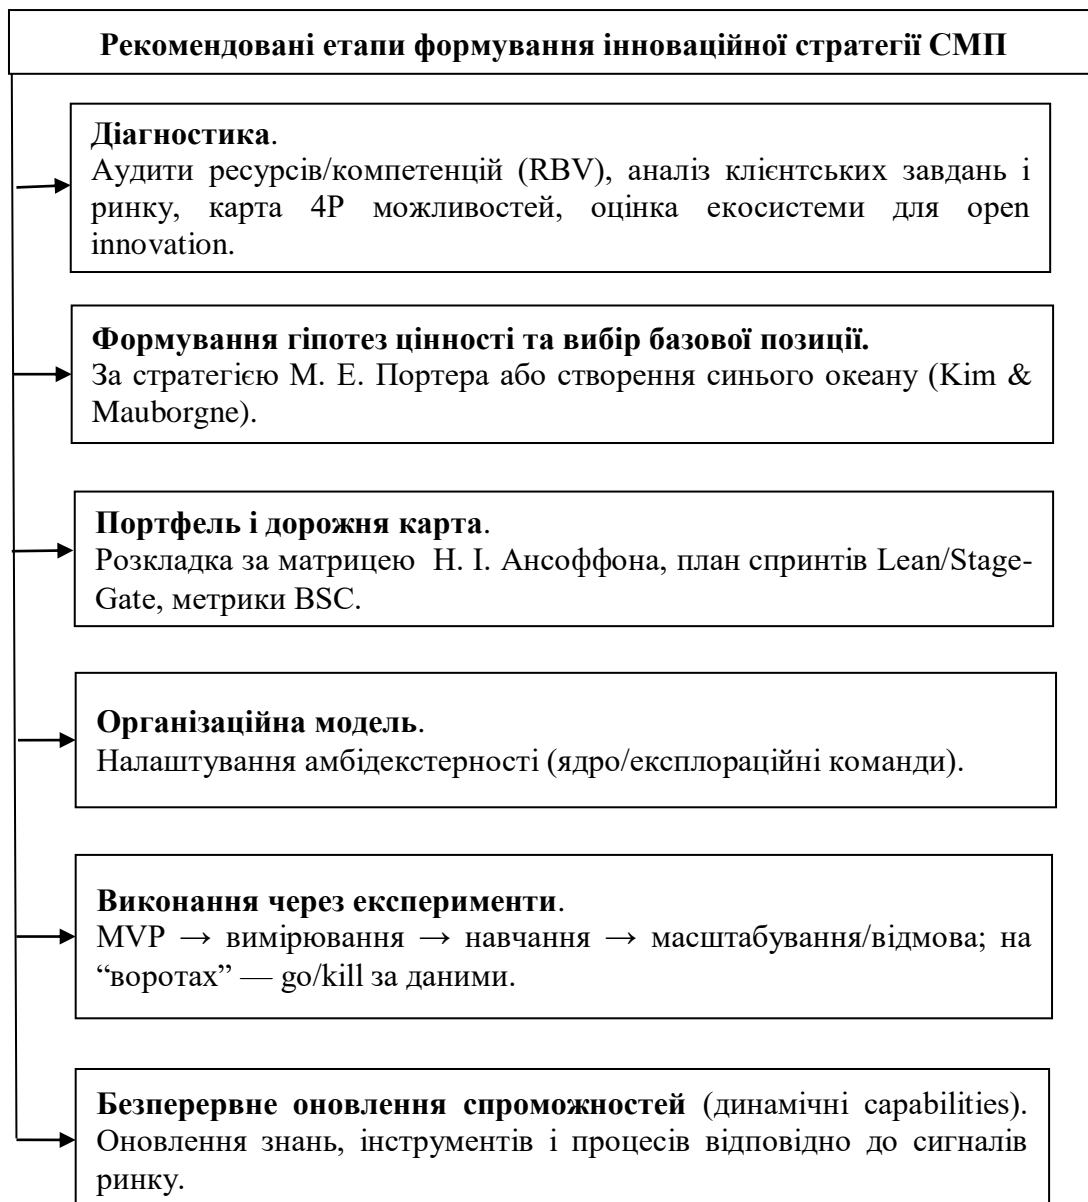 Рекомендовані етапи формування інноваційної стратегії СМП
Діагностика.
Аудити ресурсів/компетенцій (RBV), аналіз клієнтських завдань і
ринку, карта 4P можливостей, оцінка екосистеми для open
innovation.
Формування гіпотез цінності та вибір базової позиції.
За стратегією М. Е. Портера або створення синього океану (Kim &
Mauborgne).
Портфель і дорожня карта.
Розкладка за матрицею Н. І. Ансоффона, план спринтів Lean/Stage-
Gate, метрики BSC.
Організаційна модель.
Налаштування амбідекстерності (ядро/експлораційні команди).
Виконання через експерименти.
MVP → вимірювання → навчання → масштабування/відмова; на
“воротах” — go/kill за даними.
Безперервне оновлення спроможностей (динамічні capabilities).
Оновлення знань, інструментів і процесів відповідно до сигналів
ринку.